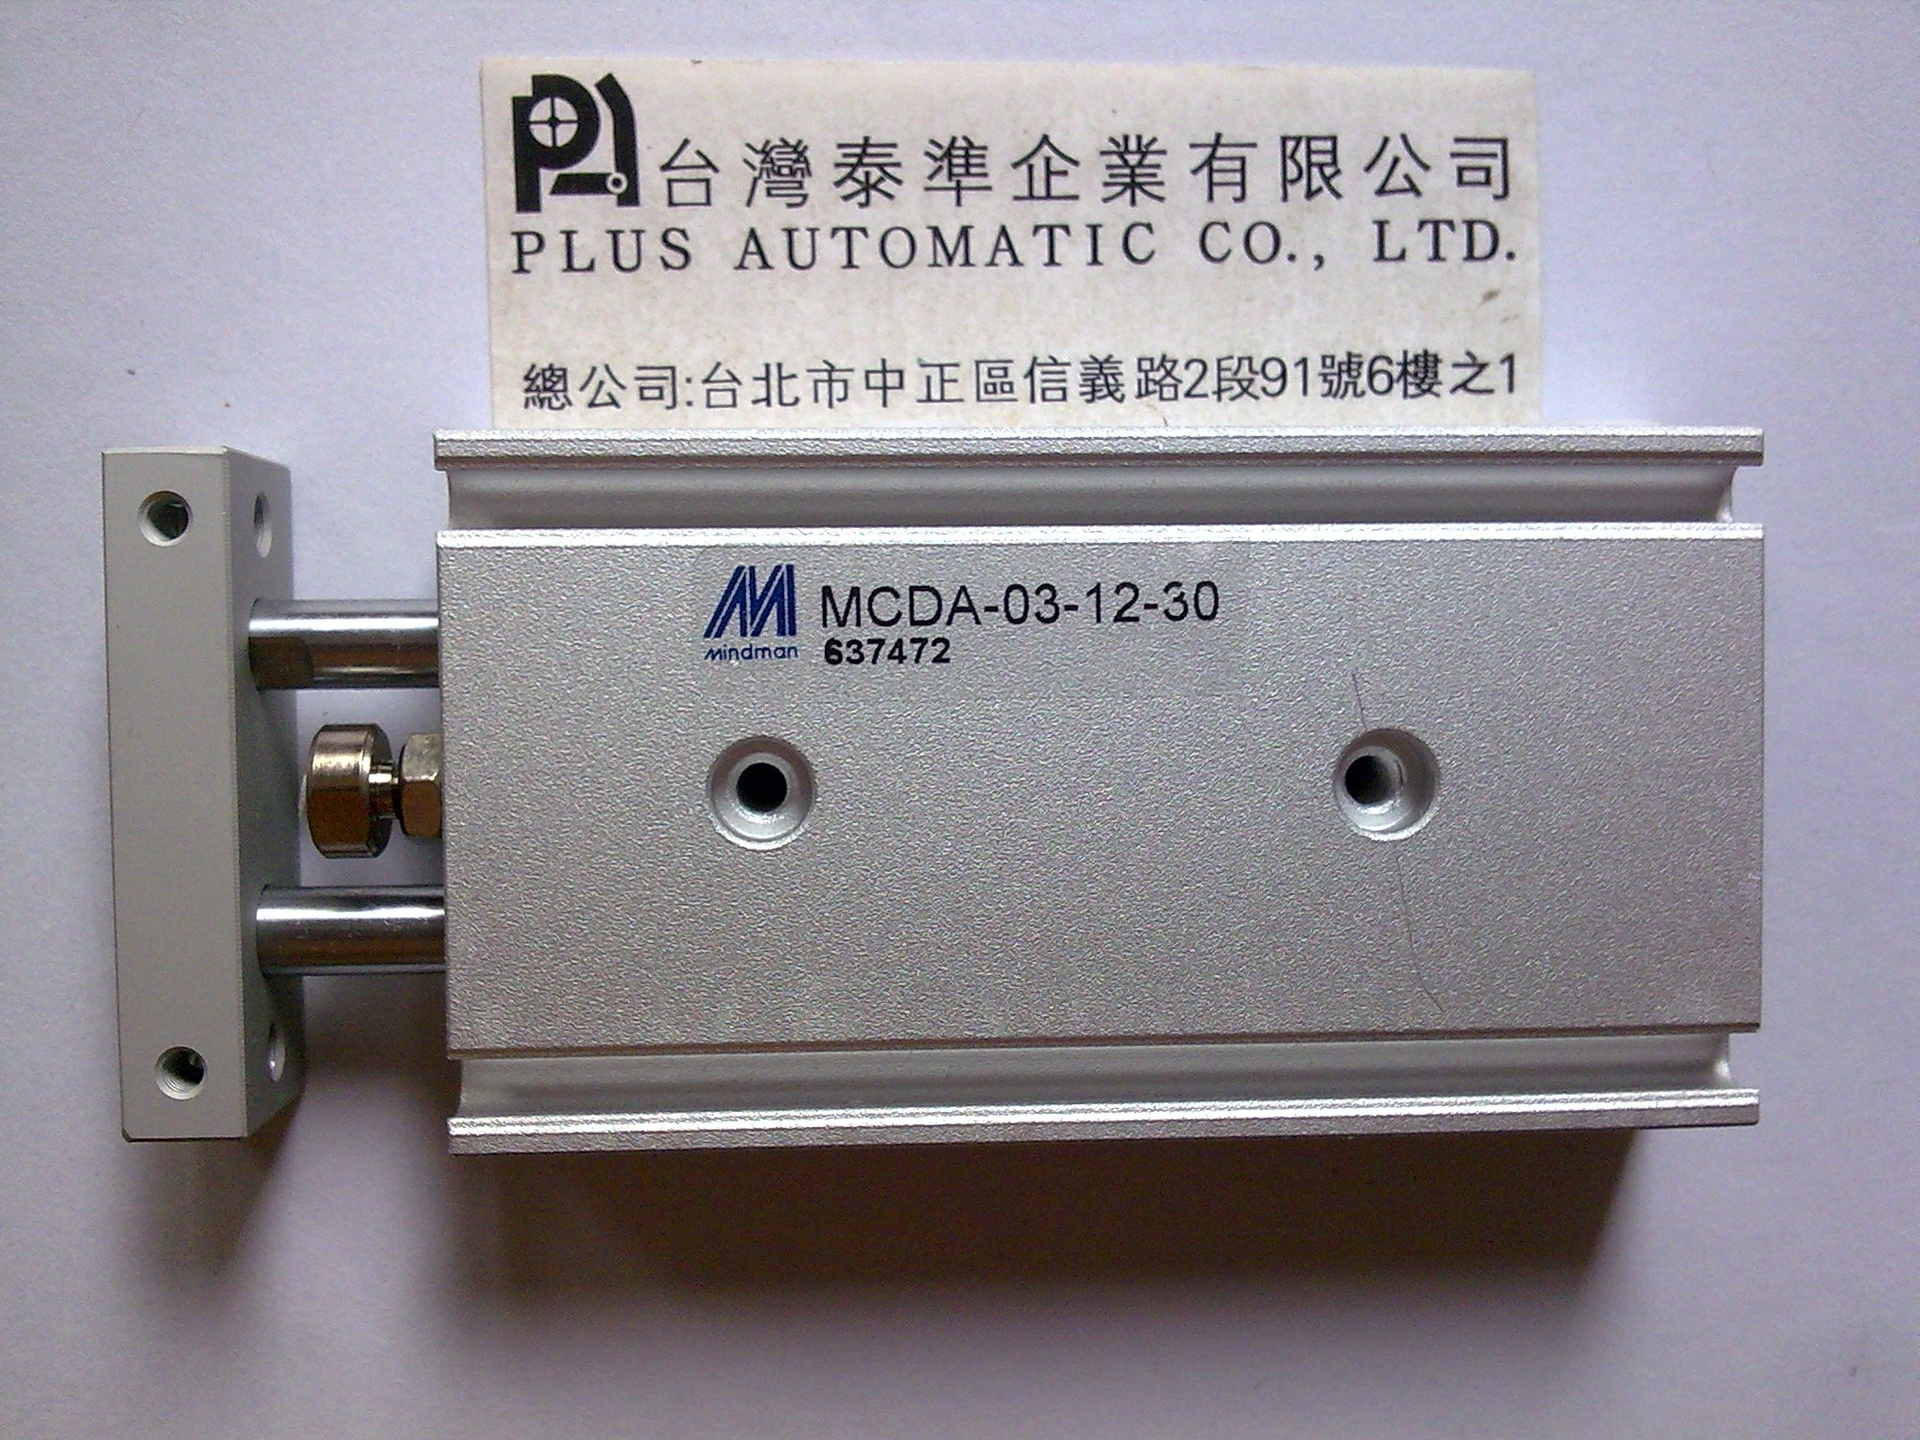 台灣泰準企業有限公司
PLUS AUTOMATIC CO., LTD.
總公司:台北市中正區信義路2段91號6樓之1
MCDA-03-12-30
mindman 637472